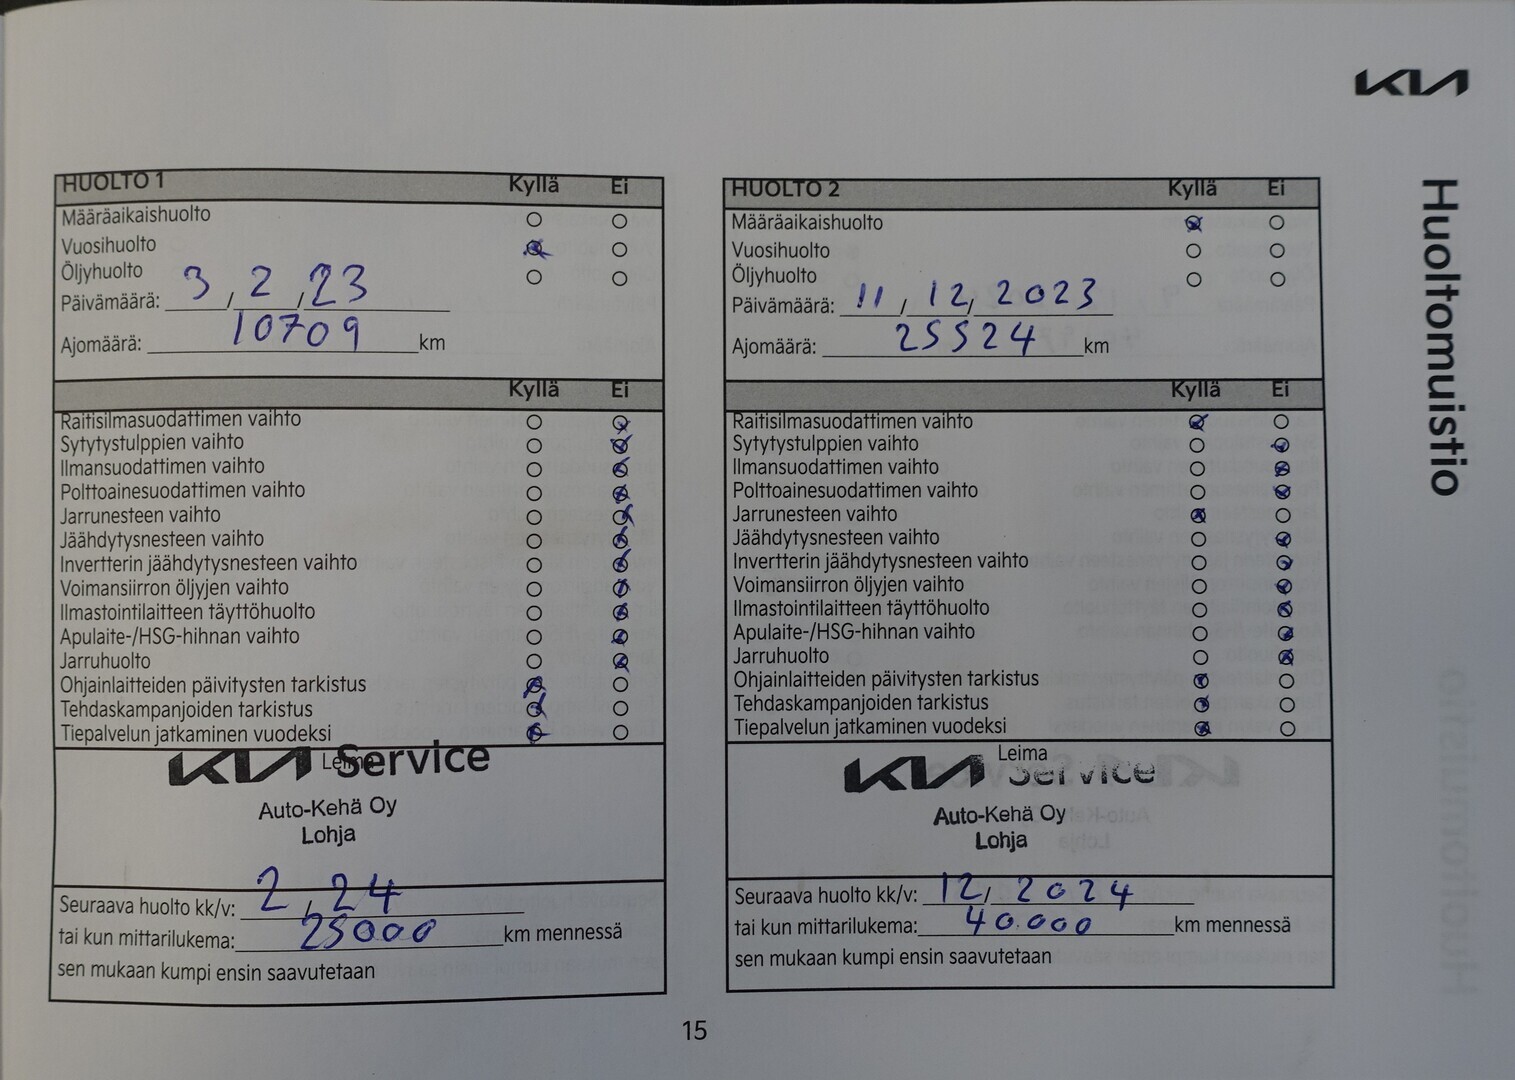 KIA
Huoltomuistio
HUOLTO 1 Kyllä Ei
Määräaikaishuolto
Vuosihuolto
Öljyhuolto
Päivämäärä: 3 / 2 / 23
Ajomäärä: 10709 km
Kyllä Ei
Raitisilmasuodattimen vaihto
Sytytystulppien vaihto
Ilmansuodattimen vaihto
Polttoainesuodattimen vaihto
Jarrunesteen vaihto
Jäähdytysnesteen vaihto
Invertterin jäähdytysnesteen vaihto
Voimansiirron öljyjen vaihto
Ilmastointilaitteen täyttöhuolto
Apulaite-/HSG-hihnan vaihto
Jarruhuolto
Ohjainlaitteiden päivitysten tarkistus
Tehdaskampanjoiden tarkistus
Tiepalvelun jatkaminen vuodeksi
Leima
KIA Service
Auto-Kehä Oy
Lohja
Seuraava huolto kk/v: 2 / 24
tai kun mittarilukema: 25000 km mennessä
sen mukaan kumpi ensin saavutetaan
HUOLTO 2 Kyllä Ei
Määräaikaishuolto
Vuosihuolto
Öljyhuolto
Päivämäärä: 11 / 12 / 2023
Ajomäärä: 25524 km
Kyllä Ei
Raitisilmasuodattimen vaihto
Sytytystulppien vaihto
Ilmansuodattimen vaihto
Polttoainesuodattimen vaihto
Jarrunesteen vaihto
Jäähdytysnesteen vaihto
Invertterin jäähdytysnesteen vaihto
Voimansiirron öljyjen vaihto
Ilmastointilaitteen täyttöhuolto
Apulaite-/HSG-hihnan vaihto
Jarruhuolto
Ohjainlaitteiden päivitysten tarkistus
Tehdaskampanjoiden tarkistus
Tiepalvelun jatkaminen vuodeksi
Leima
KIA Service
Auto-Kehä Oy
Lohja
Seuraava huolto kk/v: 12 / 2024
tai kun mittarilukema: 40.000 km mennessä
sen mukaan kumpi ensin saavutetaan
15